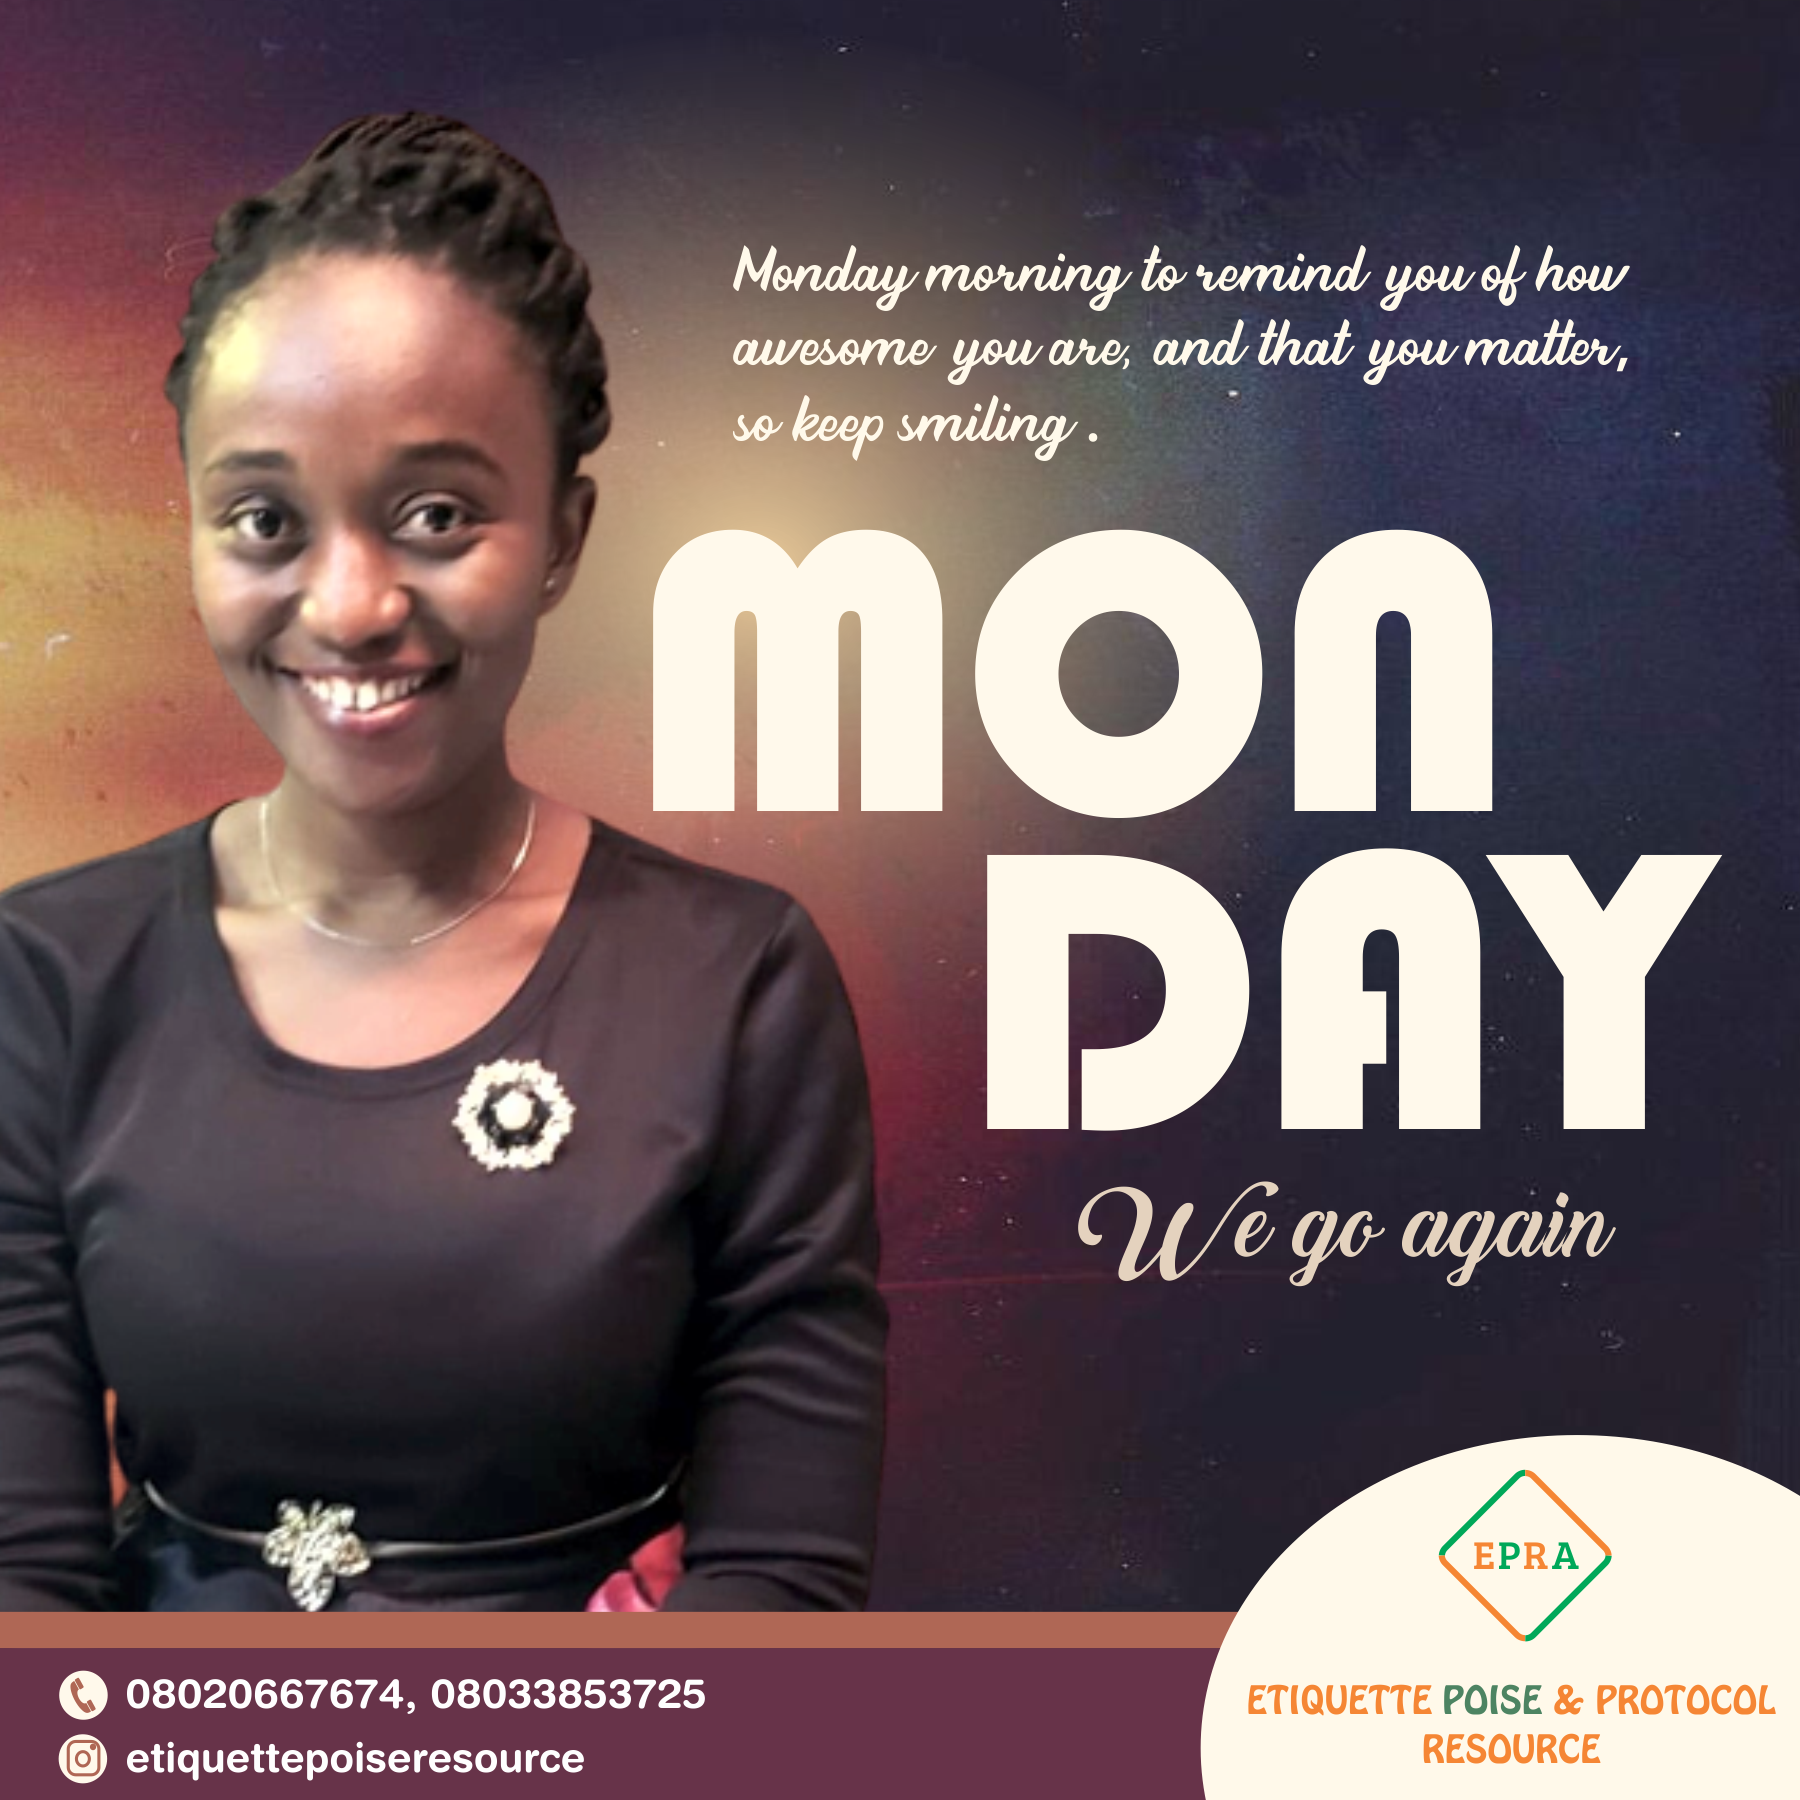 Monday morning to remind you of how
awesome you are, and that you matter,
so keep smiling .
MON
DAY
We go again
EPRA
ETIQUETTE POISE & PROTOCOL
RESOURCE
08020667674, 08033853725
etiquettepoiseresource